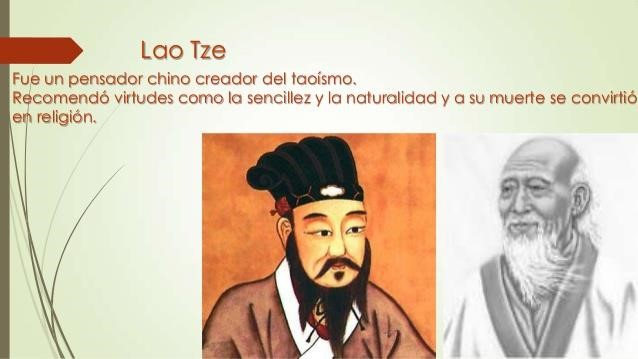 Lao Tze
Fue un pensador chino creador del taoísmo.
Recomendó virtudes como la sencillez y la naturalidad y a su muerte se convirtió
en religión.